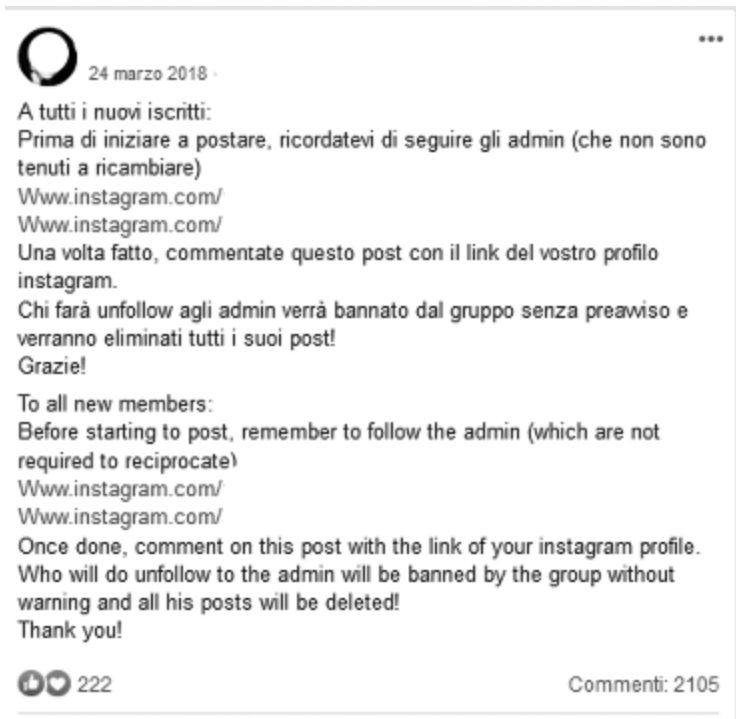 24 marzo 2018 ·
A tutti i nuovi iscritti:
Prima di iniziare a postare, ricordatevi di seguire gli admin (che non sono
tenuti a ricambiare)
Www.instagram.com/
Www.instagram.com/
Una volta fatto, commentate questo post con il link del vostro profilo
instagram.
Chi farà unfollow agli admin verrà bannato dal gruppo senza preavviso e
verranno eliminati tutti i suoi post!
Grazie!
To all new members:
Before starting to post, remember to follow the admin (which are not
required to reciprocate)
Www.instagram.com/
Www.instagram.com/
Once done, comment on this post with the link of your instagram profile.
Who will do unfollow to the admin will be banned by the group without
warning and all his posts will be deleted!
Thank you!
222 Commenti: 2105